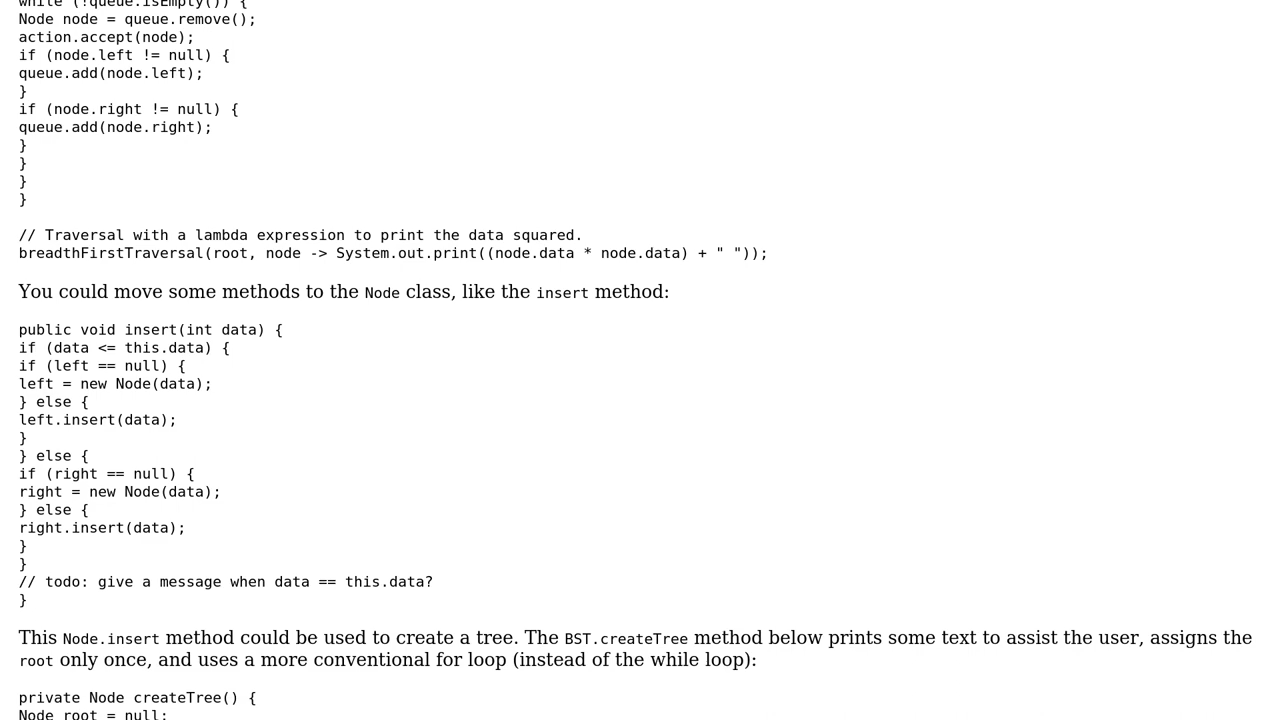 while (!queue.isEmpty()) {
Node node = queue.remove();
action.accept(node);
if (node.left != null) {
queue.add(node.left);
}
if (node.right != null) {
queue.add(node.right);
}
}
}
}
// Traversal with a lambda expression to print the data squared.
breadthFirstTraversal(root, node -> System.out.print((node.data * node.data) + " "));
You could move some methods to the Node class, like the insert method:
public void insert(int data) {
if (data <= this.data) {
if (left == null) {
left = new Node(data);
} else {
left.insert(data);
}
} else {
if (right == null) {
right = new Node(data);
} else {
right.insert(data);
}
}
// todo: give a message when data == this.data?
}
This Node.insert method could be used to create a tree. The BST.createTree method below prints some text to assist the user, assigns the
root only once, and uses a more conventional for loop (instead of the while loop):
private Node createTree() {
Node root = null;